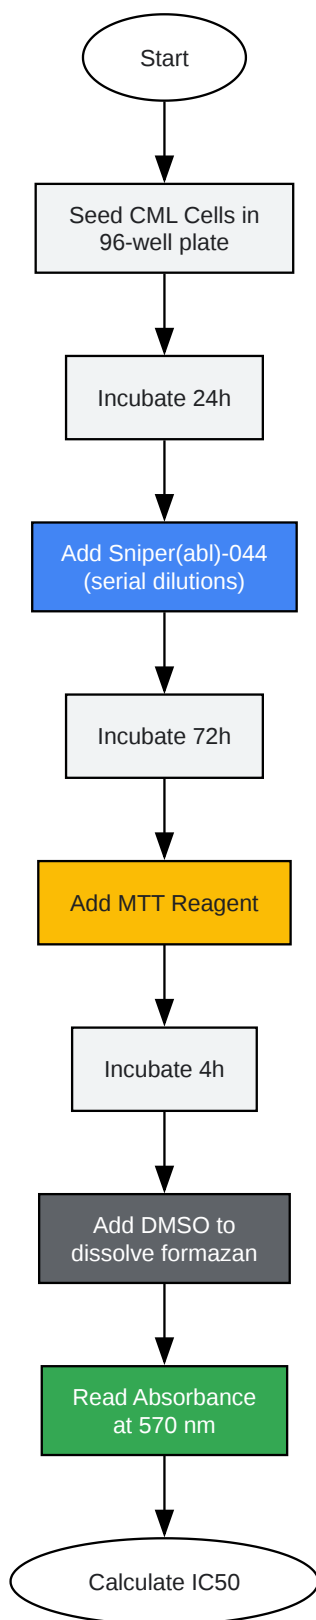 Start
Seed CML Cells in
96-well plate
Incubate 24h
Add Sniper(abl)-044
(serial dilutions)
Incubate 72h
Add MTT Reagent
Incubate 4h
Add DMSO to
dissolve formazan
Read Absorbance
at 570 nm
Calculate IC50